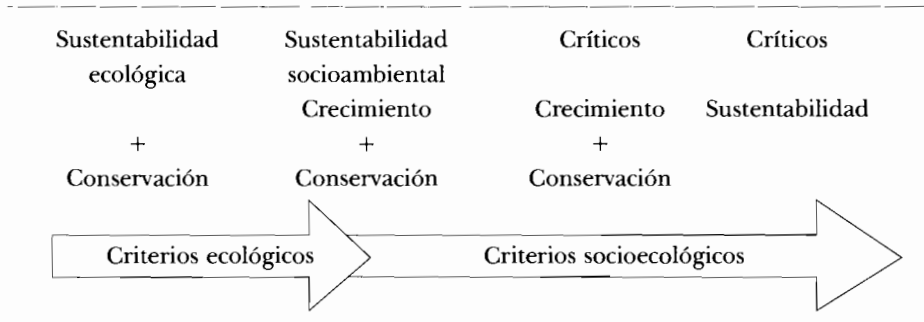 Sustentabilidad Sustentabilidad Críticos Críticos
ecológica socioambiental
Crecimiento Crecimiento Sustentabilidad
+ + +
Conservación Conservación Conservación
Criterios ecológicos Criterios socioecológicos